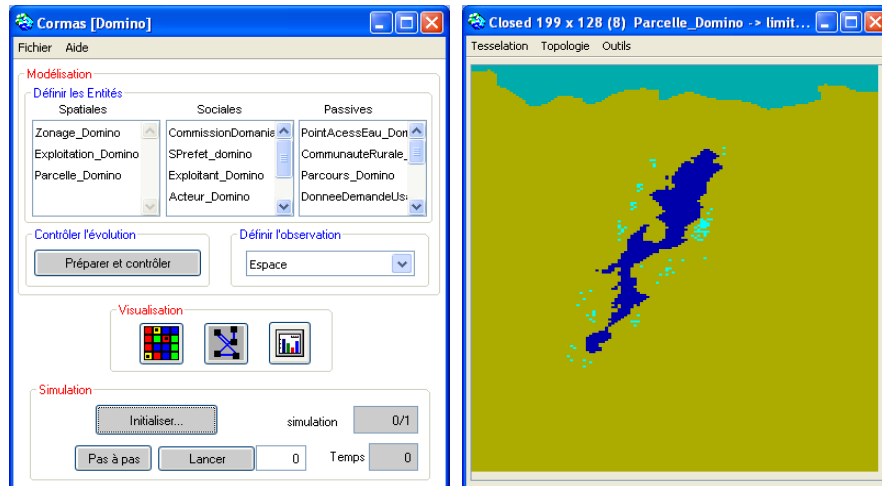 Cormas [Domino]
Fichier Aide
Modélisation
Définir les Entités
Spatiales Sociales Passives
Zonage_Domino
Exploitation_Domino
Parcelle_Domino
CommissionDomania
SPrefet_domino
Exploitant_Domino
Acteur_Domino
PointAcessEau_Don
CommunauteRurale_
Parcours_Domino
DonneeDemandeUs
Contrôler l'évolution
Préparer et contrôler
Définir l'observation
Espace
Visualisation
Simulation
Initialiser... simulation 0/1
Pas à pas Lancer 0 Temps 0
Closed 199 x 128 (8) Parcelle_Domino -> limit...
Tesselation Topologie Outils